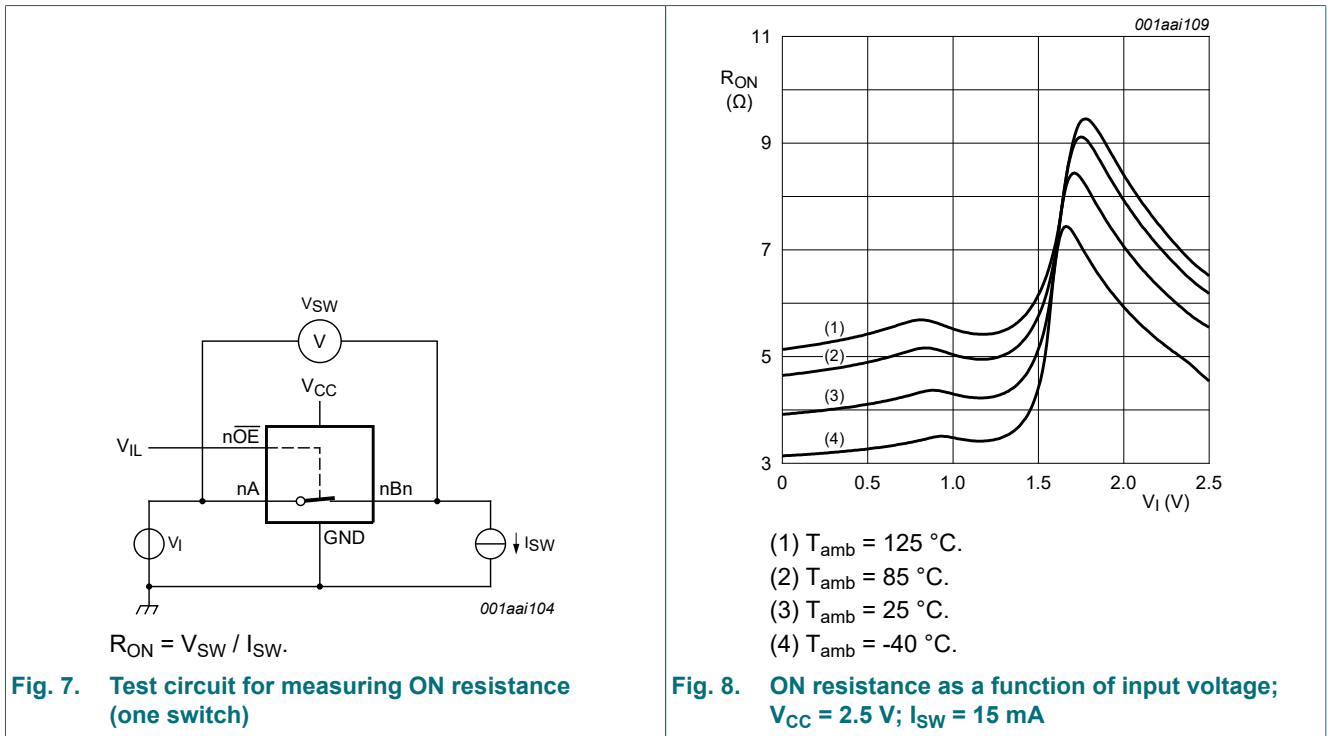 VSW
V
VCC
VIL
nOE
nA
nBn
VI
GND
ISW
001aai104
RON = VSW / ISW.
Fig. 7. Test circuit for measuring ON resistance
(one switch)
001aai109
11
RON
(Ω)
9
7
5
3
(1)
(2)
(3)
(4)
0 0.5 1.0 1.5 2.0 2.5
VI (V)
(1) Tamb = 125 °C.
(2) Tamb = 85 °C.
(3) Tamb = 25 °C.
(4) Tamb = -40 °C.
Fig. 8. ON resistance as a function of input voltage;
VCC = 2.5 V; ISW = 15 mA